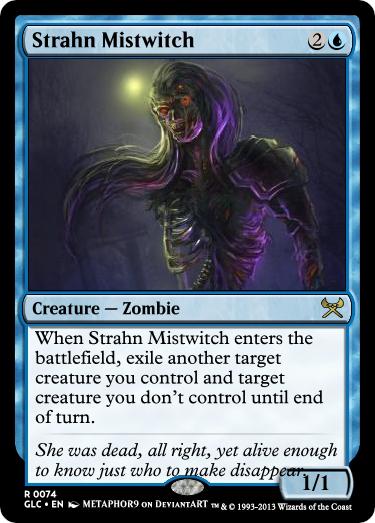 Strahn Mistwitch 2
Creature — Zombie
When Strahn Mistwitch enters the
battlefield, exile another target
creature you control and target
creature you don't control until end
of turn.
She was dead, all right, yet alive enough
to know just who to make disappear.
1/1
R 0074
GLC • EN METAPHOR9 ON DEVIANTART ™ & © 1993-2013 Wizards of the Coast